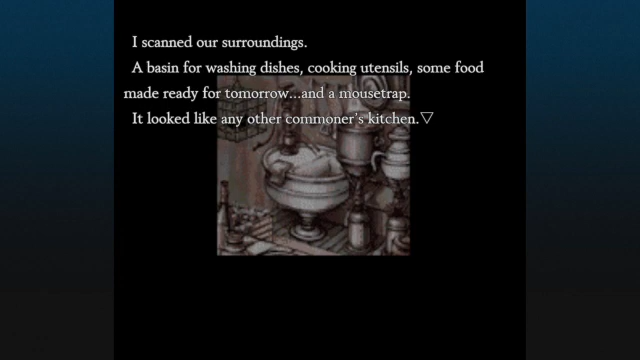 I scanned our surroundings.
A basin for washing dishes, cooking utensils, some food
made ready for tomorrow...and a mousetrap.
It looked like any other commoner's kitchen.▽